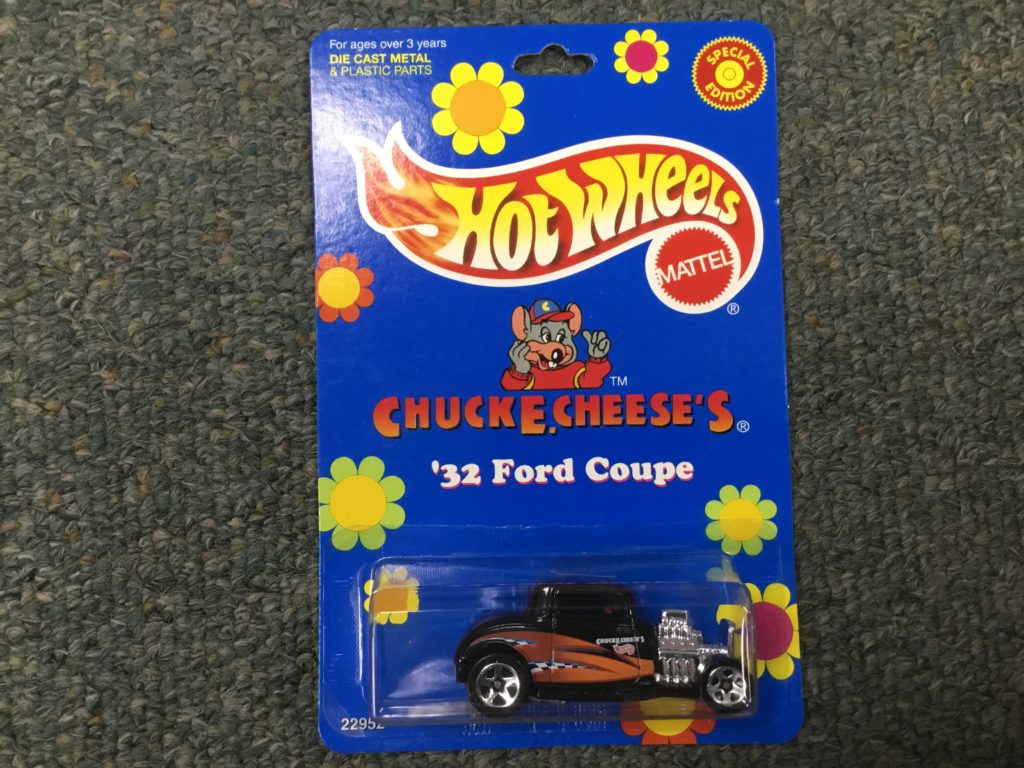 For ages over 3 years
DIE CAST METAL
& PLASTIC PARTS
SPECIAL
EDITION
HOT WHEELS
MATTEL
®
TM
CHUCK E. CHEESE'S ®
'32 Ford Coupe
CHUCK E. CHEESE'S
22952